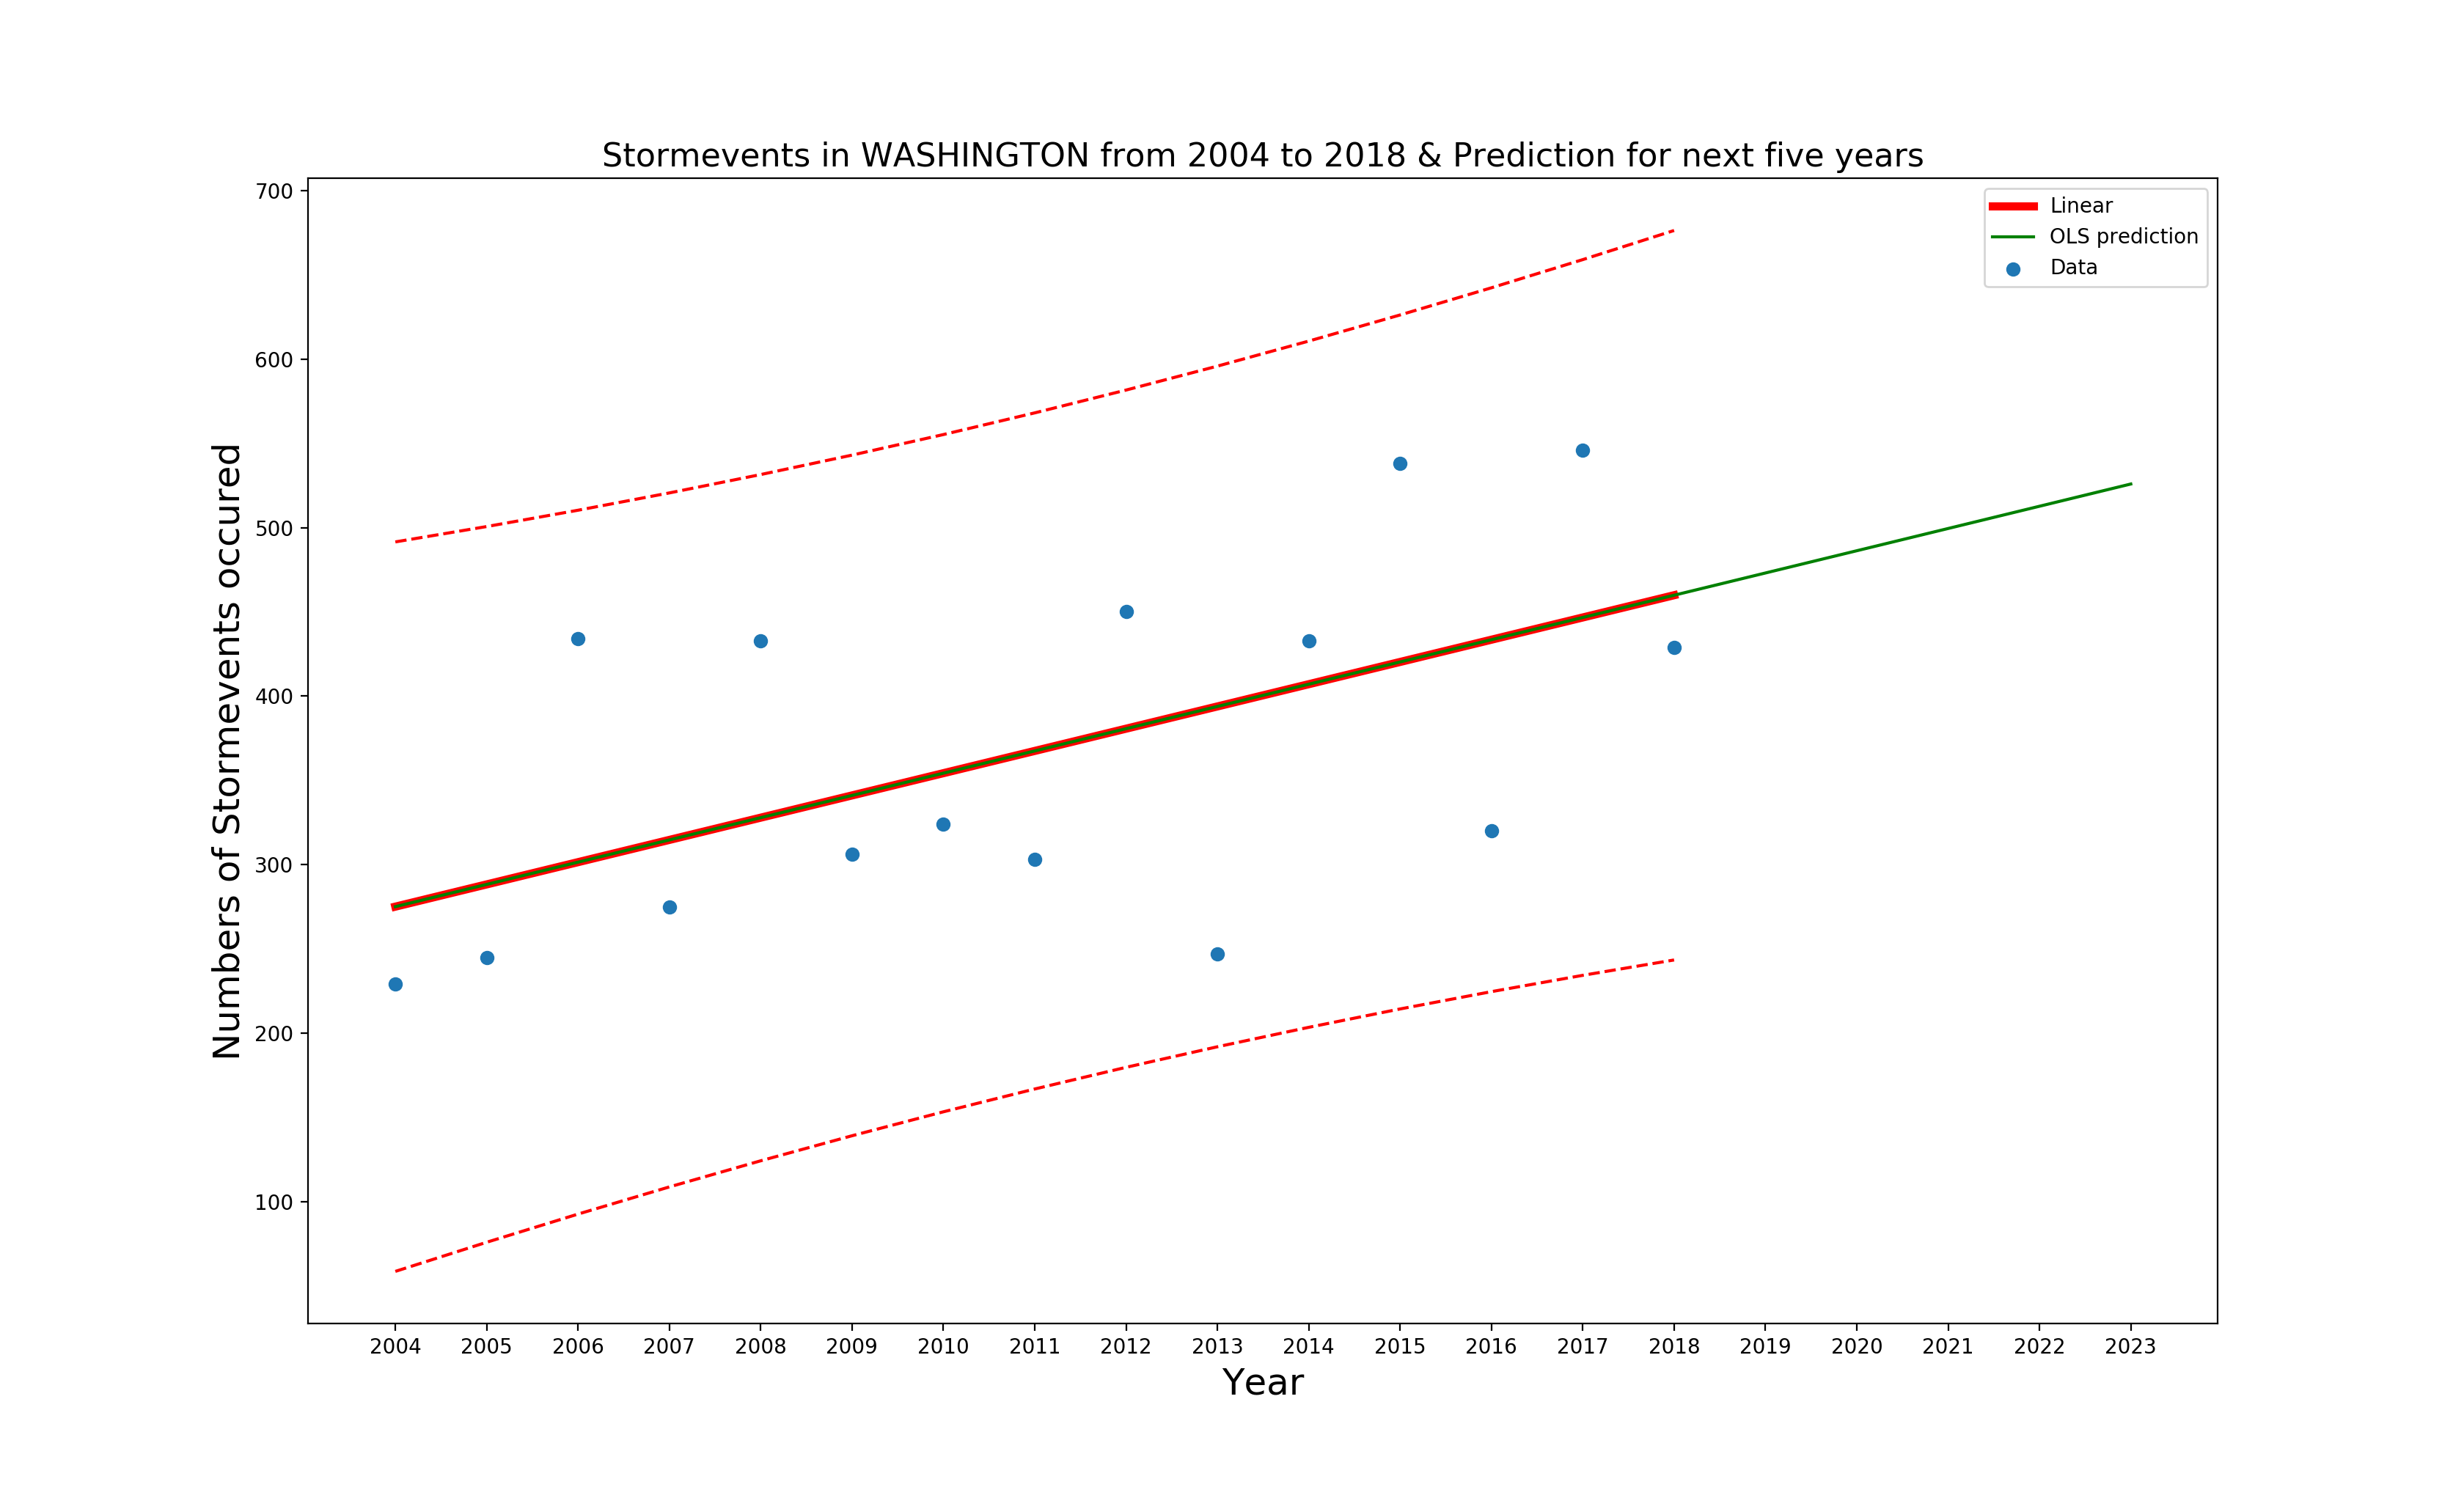 Stormevents in WASHINGTON from 2004 to 2018 & Prediction for next five years
Linear
OLS prediction
Data
Numbers of Stormevents occured
700
600
500
400
300
200
100
2004 2005 2006 2007 2008 2009 2010 2011 2012 2013 2014 2015 2016 2017 2018 2019 2020 2021 2022 2023
Year